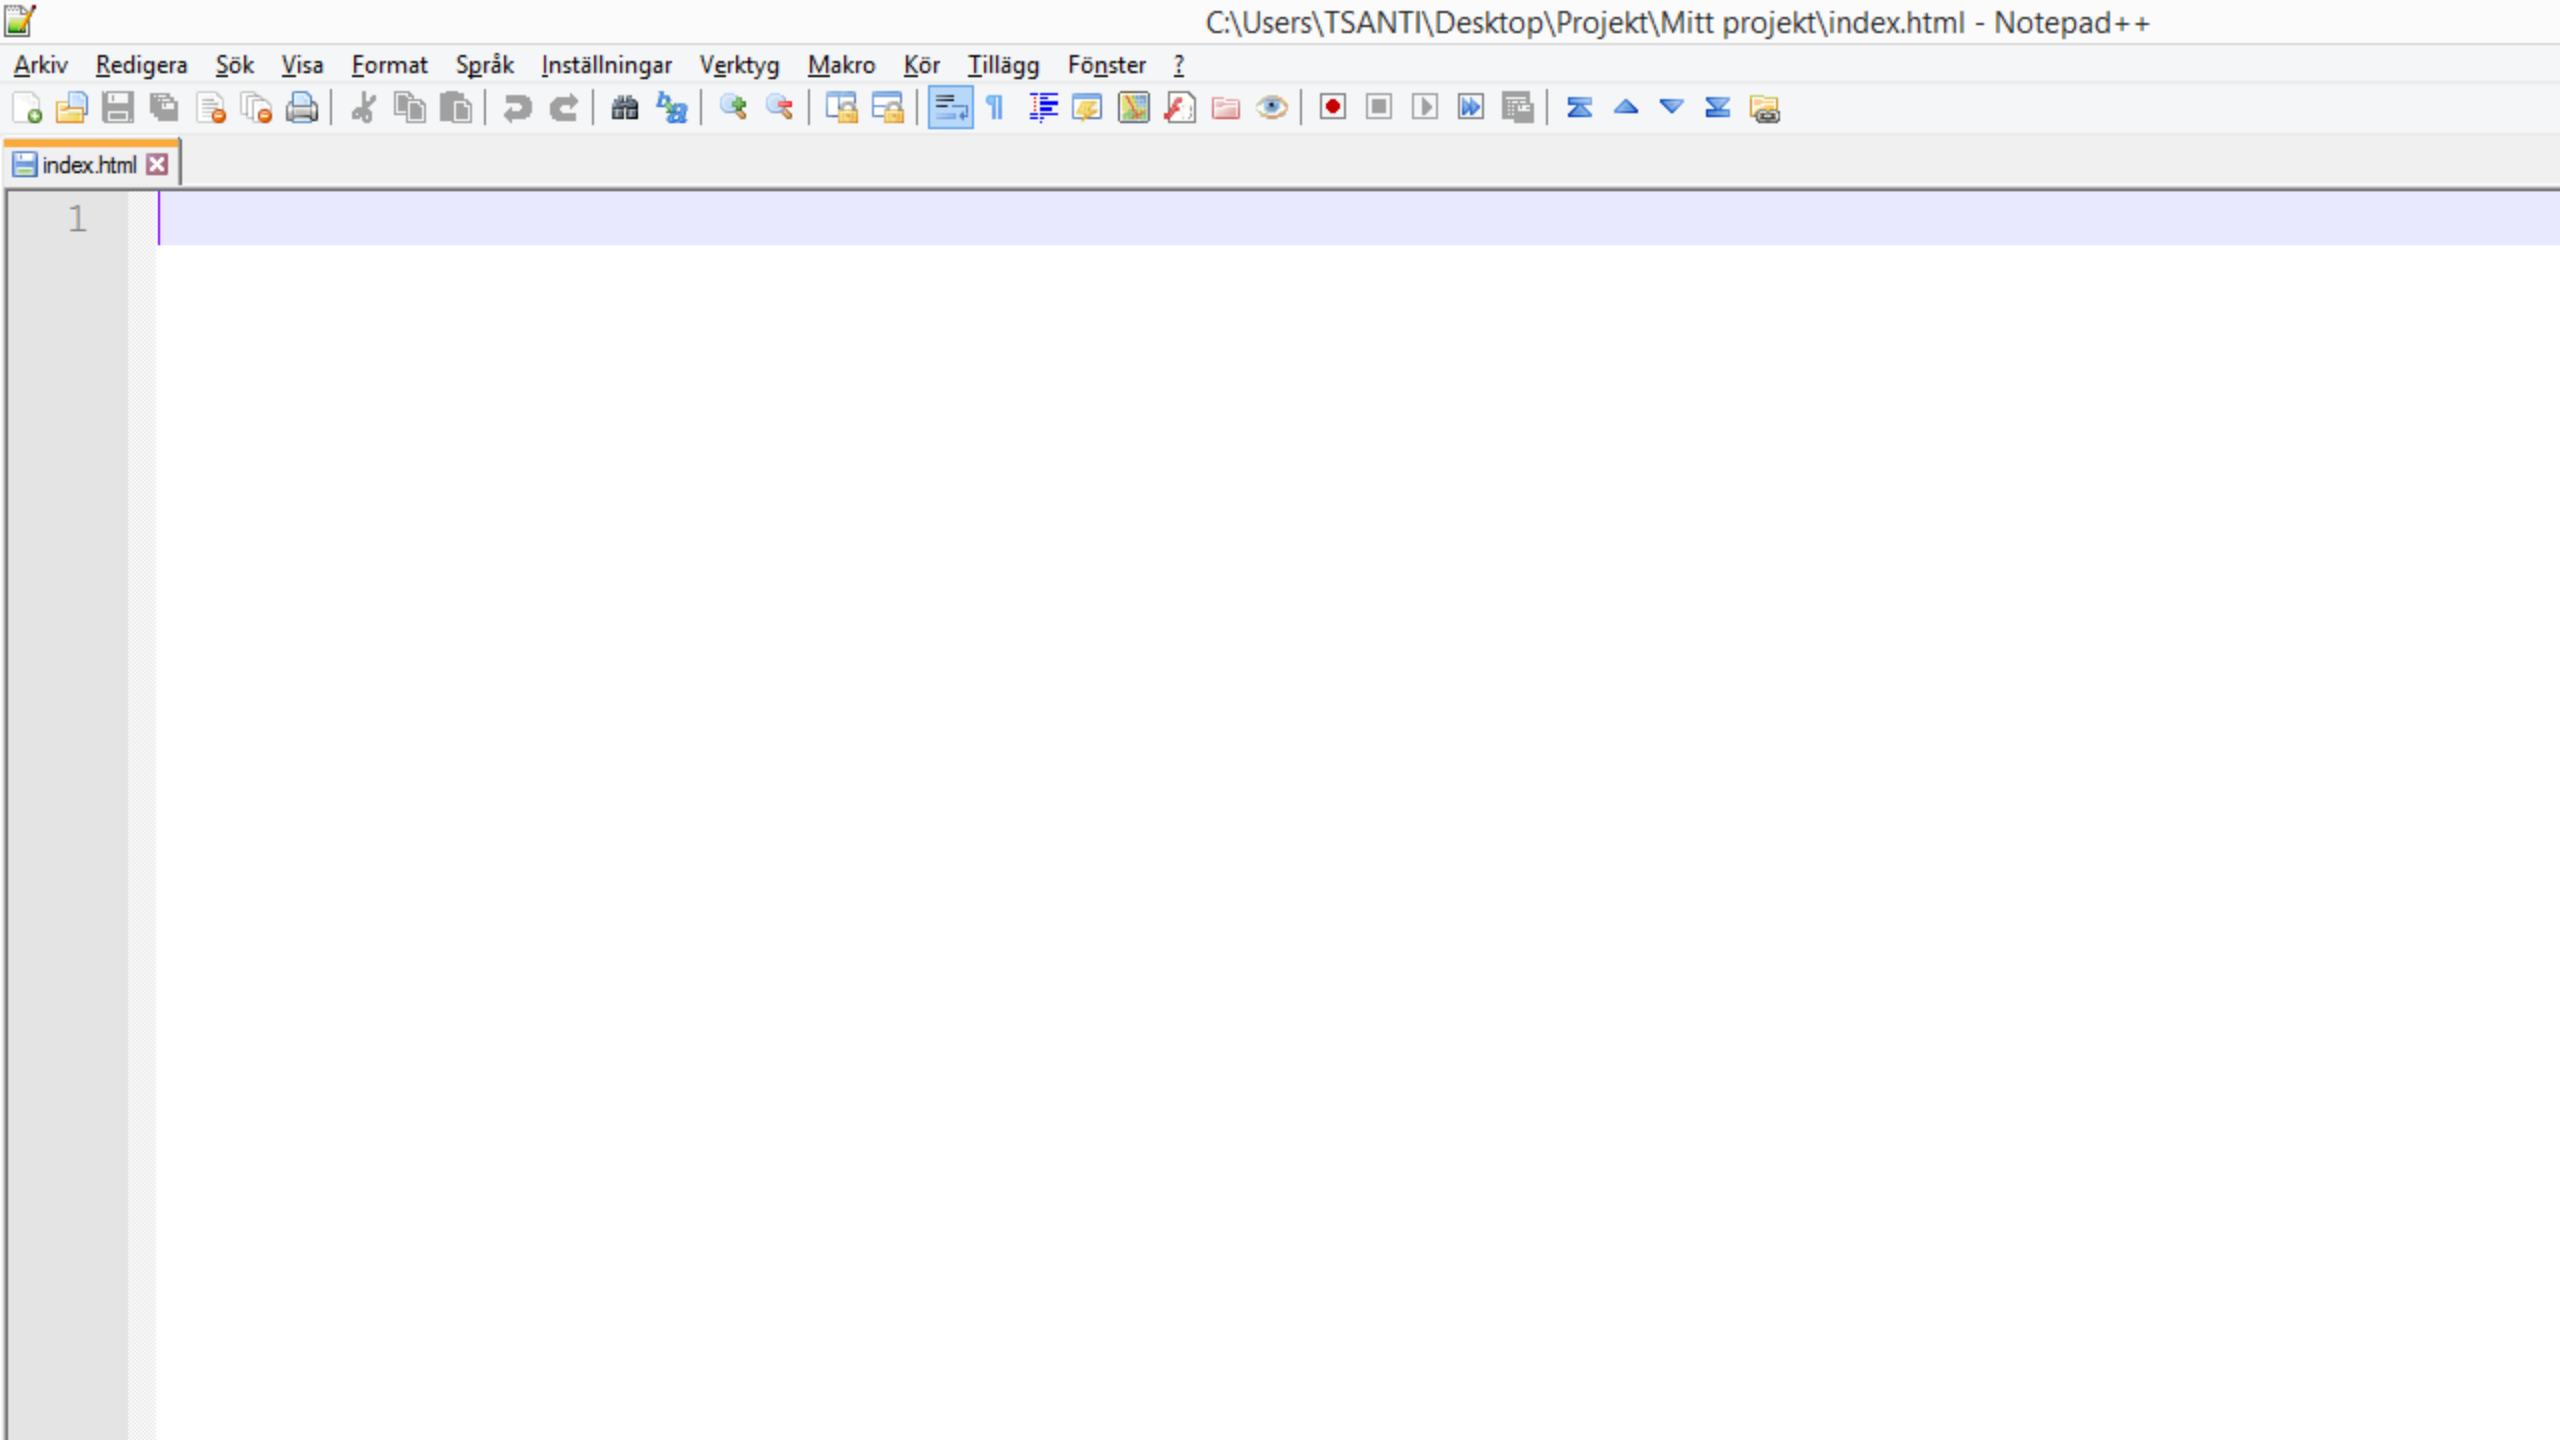 C:\Users\TSANTI\Desktop\Projekt\Mitt projekt\index.html - Notepad++
Arkiv Redigera Sök Visa Format Språk Inställningar Verktyg Makro Kör Tillägg Fönster ?
index.html
1